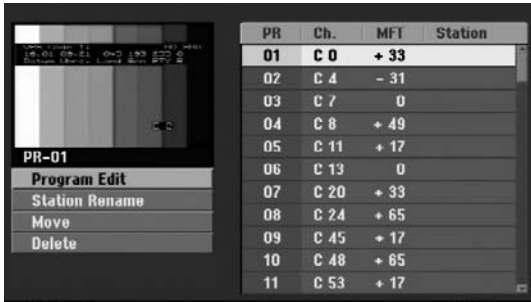 PR-01
Program Edit
Station Rename
Move
Delete
PR Ch. MFT Station
01 C 0 + 33
02 C 4 - 31
03 C 7 0
04 C 8 + 49
05 C 11 + 17
06 C 13 0
07 C 20 + 33
08 C 24 + 65
09 C 45 + 17
10 C 48 + 65
11 C 53 + 17